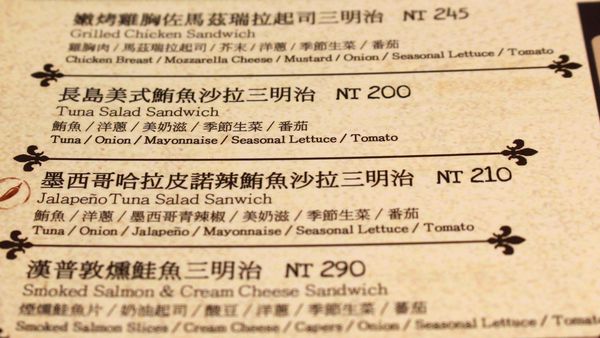 嫩烤雞胸佐馬茲瑞拉起司三明治 NT 245
Grilled Chicken Sandwich
雞胸肉/馬茲瑞拉起司/芥末/洋蔥/季節生菜/番茄
Chicken Breast/Mozzarella Cheese/Mustard/Onion/Seasonal Lettuce/Tomato
長島美式鮪魚沙拉三明治 NT 200
Tuna Salad Sandwich
鮪魚/洋蔥/美奶滋/季節生菜/番茄
Tuna/Onion/Mayonnaise/Seasonal Lettuce/Tomato
墨西哥哈拉皮諾辣鮪魚沙拉三明治 NT 210
Jalapeño Tuna Salad Sanwich
鮪魚/洋蔥/墨西哥青辣椒/美奶滋/季節生菜/番茄
Tuna/Onion/Jalapeño/Mayonnaise/Seasonal Lettuce/Tomato
漢普敦燻鮭魚三明治 NT 290
Smoked Salmon & Cream Cheese Sandwich
煙燻鮭魚片/奶油起司/酸豆/洋蔥/季節生菜/番茄
Smoked Salmon Slices/Cream Cheese/Capers/Onion/Seasonal Lettuce/Tomato